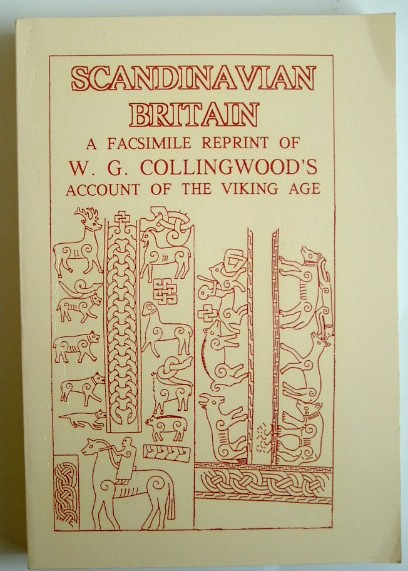 SCANDINAVIAN
BRITAIN
A FACSIMILE REPRINT OF
W. G. COLLINGWOOD'S
ACCOUNT OF THE VIKING AGE